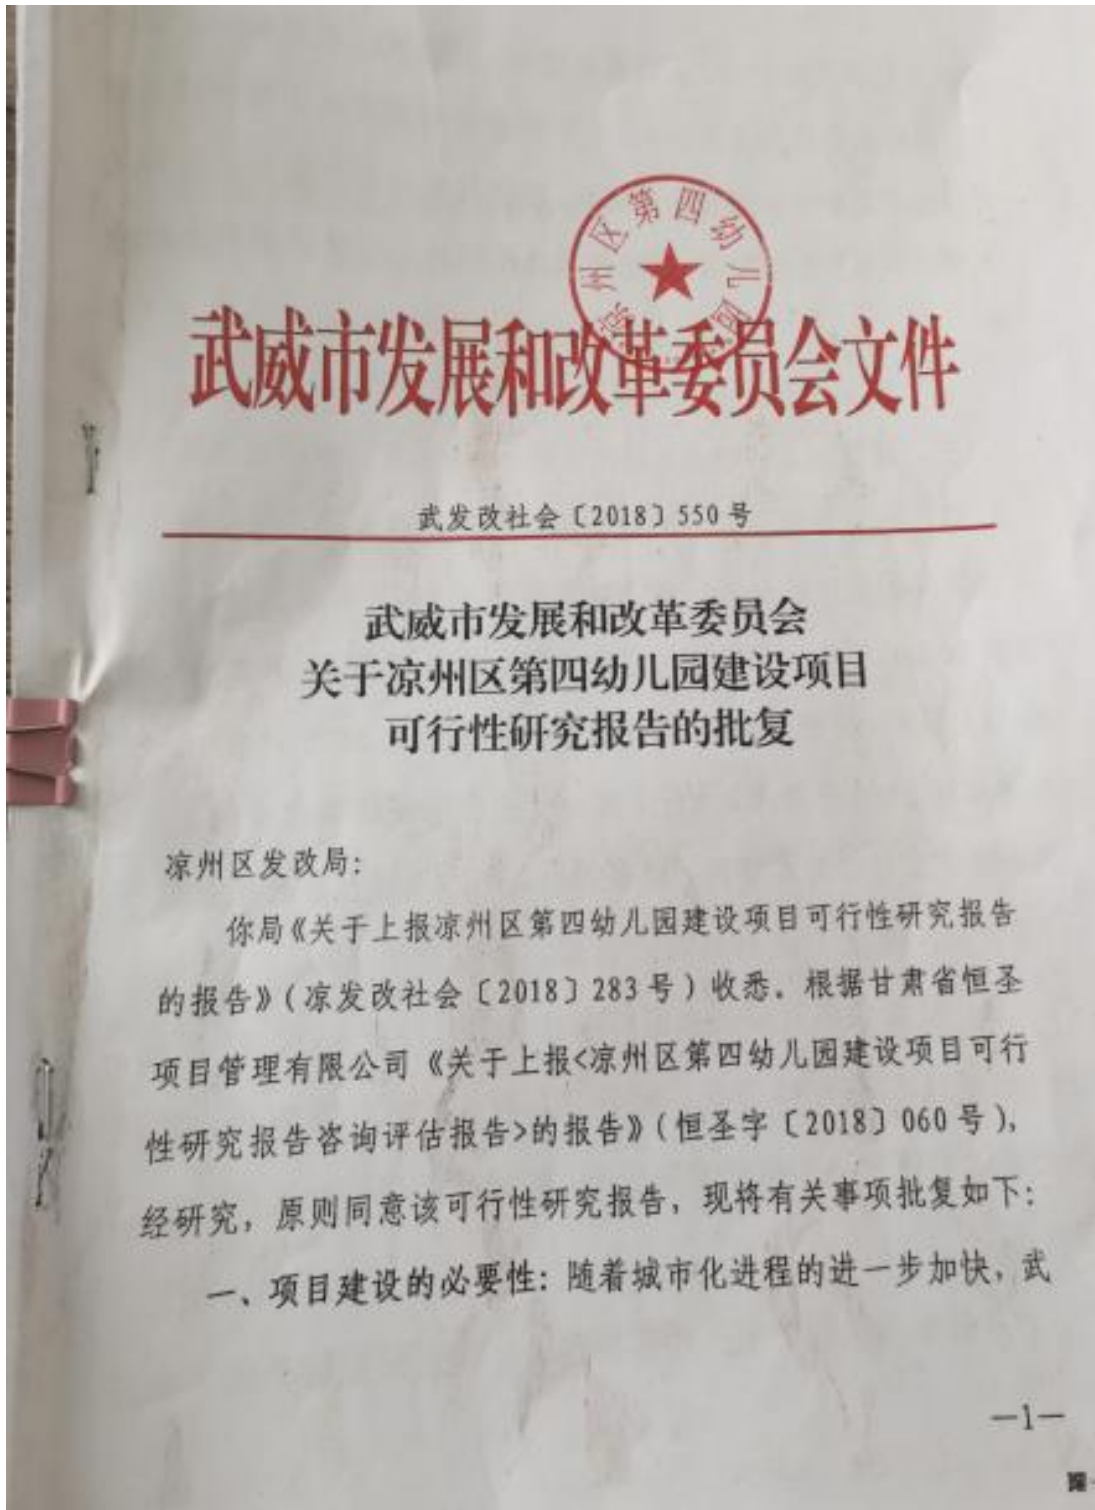 凉州区第四幼儿园
武威市发展和改革委员会文件
武发改社会〔2018〕550号
武威市发展和改革委员会
关于凉州区第四幼儿园建设项目
可行性研究报告的批复
凉州区发改局：
你局《关于上报凉州区第四幼儿园建设项目可行性研究报告
的报告》（凉发改社会〔2018〕283号）收悉。根据甘肃省恒圣
项目管理有限公司《关于上报<凉州区第四幼儿园建设项目可行
性研究报告咨询评估报告>的报告》（恒圣字〔2018〕060号），
经研究，原则同意该可行性研究报告，现将有关事项批复如下：
一、项目建设的必要性：随着城市化进程的进一步加快，武
—1—